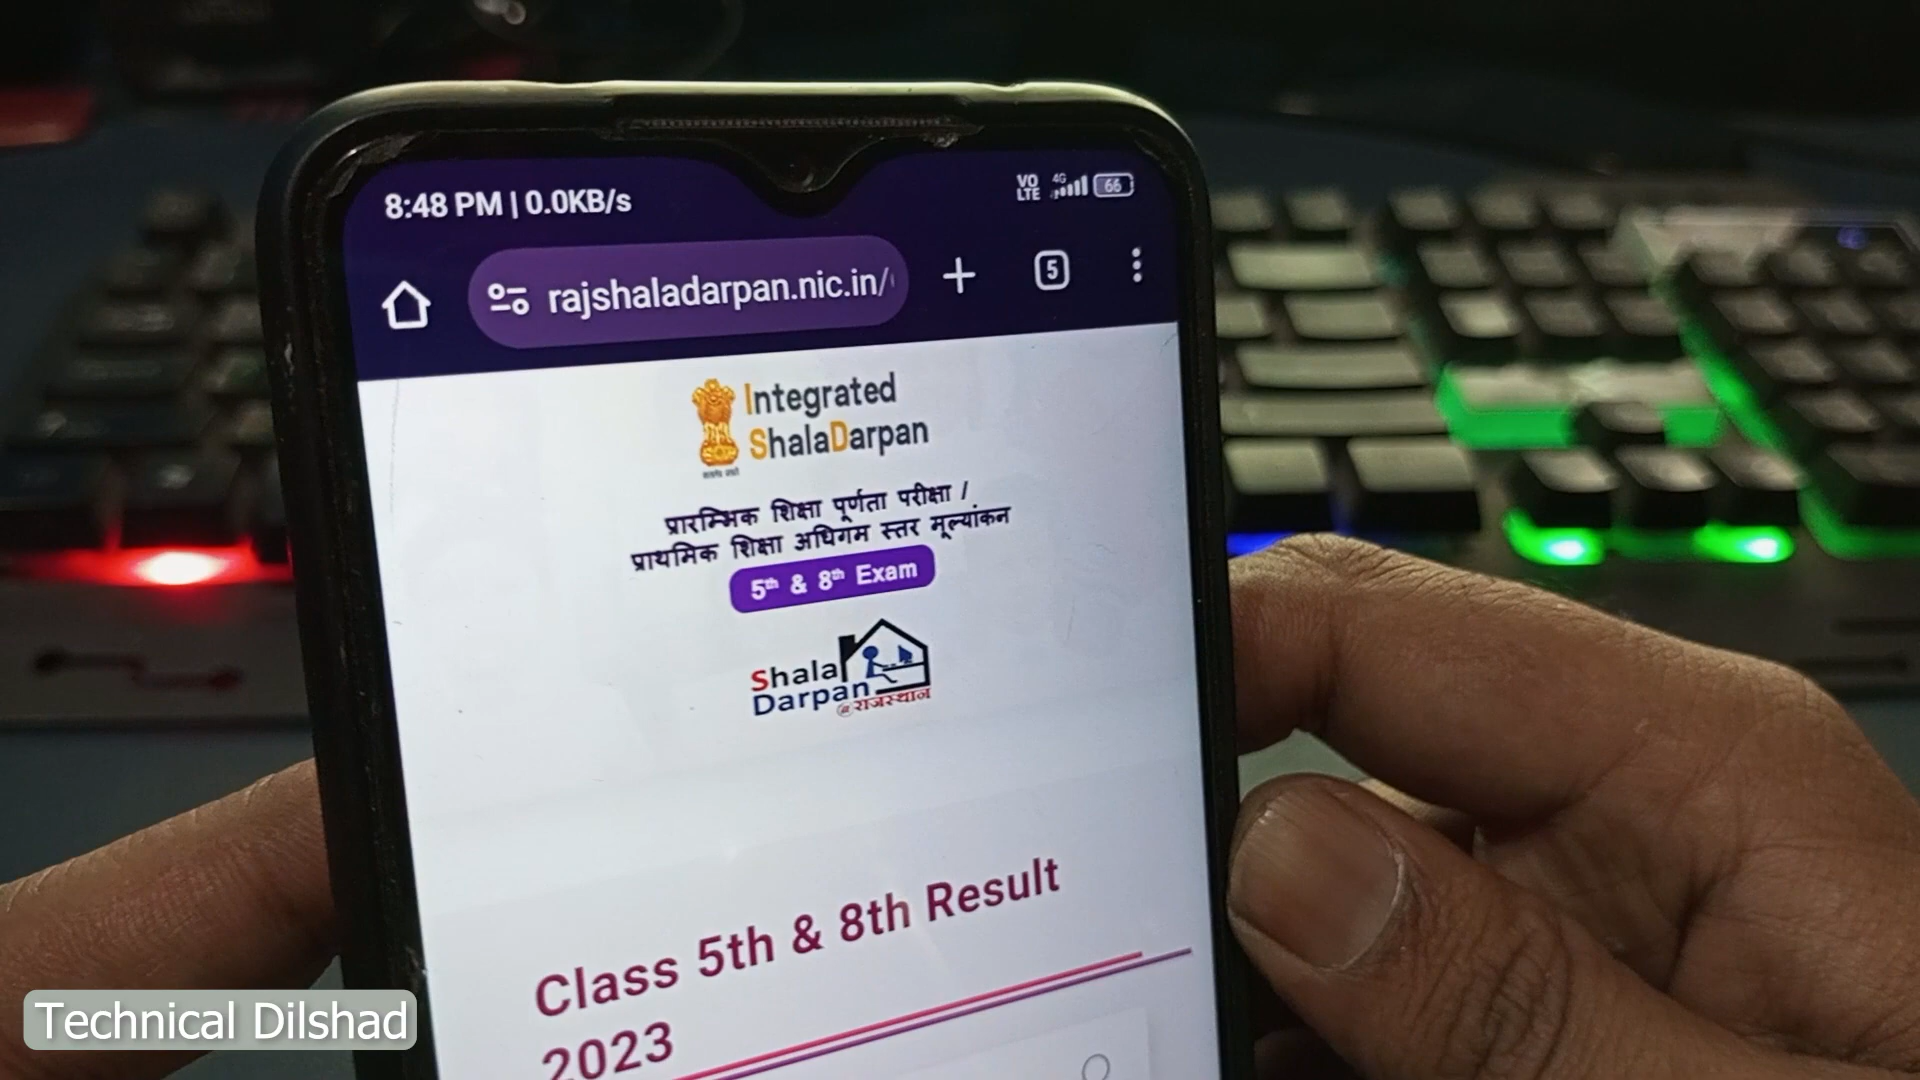 8:48 PM | 0.0KB/s
VO LTE 4G 66
rajshaladarpan.nic.in/
5
Integrated
ShalaDarpan
प्रारम्भिक शिक्षा पूर्णता परीक्षा /
प्राथमिक शिक्षा अधिगम स्तर मूल्यांकन
5th & 8th Exam
Shala
Darpan
@राजस्थान
Class 5th & 8th Result
2023
Technical Dilshad